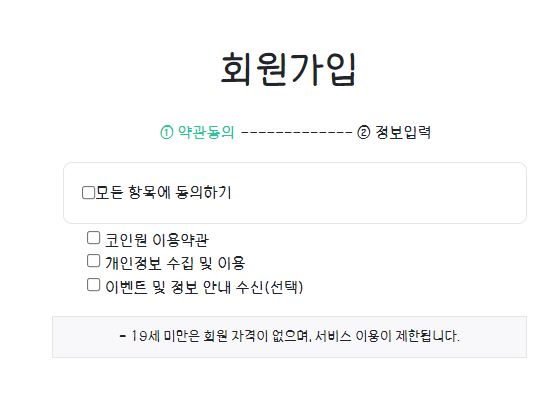 회원가입
① 약관동의 ------------- ② 정보입력
모든 항목에 동의하기
코인원 이용약관
개인정보 수집 및 이용
이벤트 및 정보 안내 수신(선택)
- 19세 미만은 회원 자격이 없으며, 서비스 이용이 제한됩니다.